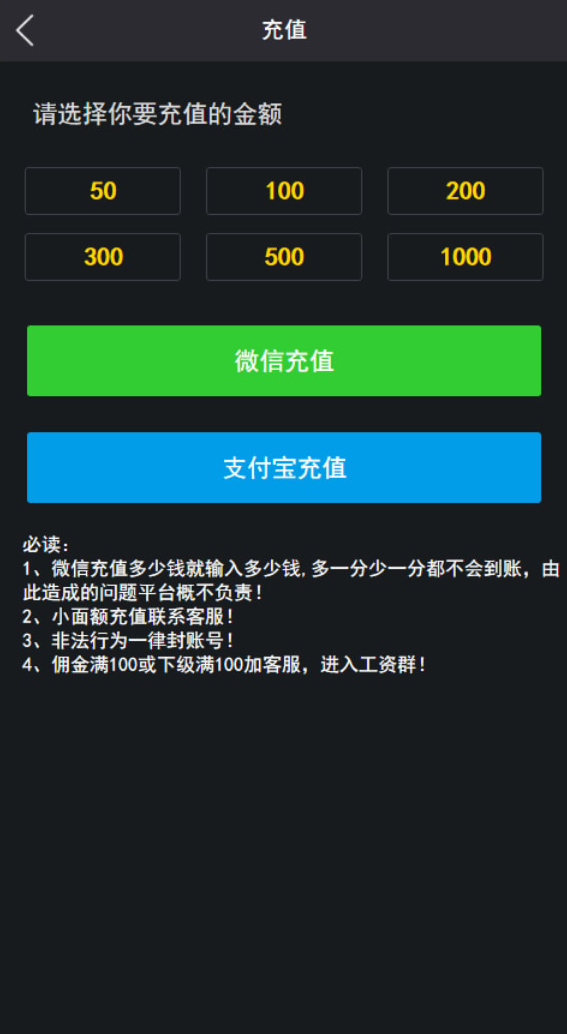 充值
请选择你要充值的金额
50 100 200
300 500 1000
微信充值
支付宝充值
必读：
1、微信充值多少钱就输入多少钱,多一分少一分都不会到账，由
此造成的问题平台概不负责！
2、小面额充值联系客服！
3、非法行为一律封账号！
4、佣金满100或下级满100加客服，进入工资群！